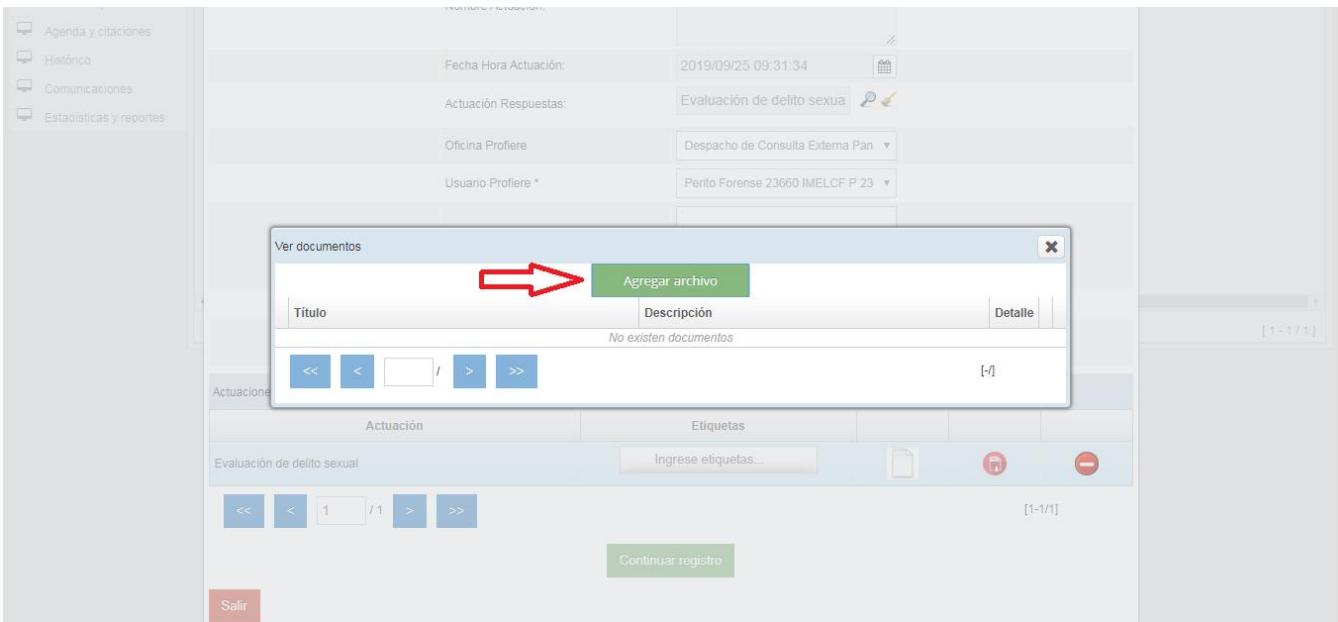 Nombre Actuación:
Agenda y citaciones
Histórico
Fecha Hora Actuación: 2019/09/25 09:31:34
Comunicaciones
Actuación Respuestas: Evaluación de delito sexua
Estadísticas y reportes
Oficina Profiere Despacho de Consulta Externa Pan
Usuario Profiere * Perito Forense 23660 IMELCF P 23
Ver documentos
Agregar archivo
Título Descripción Detalle
No existen documentos
[ 1 - 1 / 1 ]
<< < / > >> [-/]
Actuacione
Actuación Etiquetas
Evaluación de delito sexual Ingrese etiquetas...
<< < 1 / 1 > >> [1-1/1]
Continuar registro
Salir